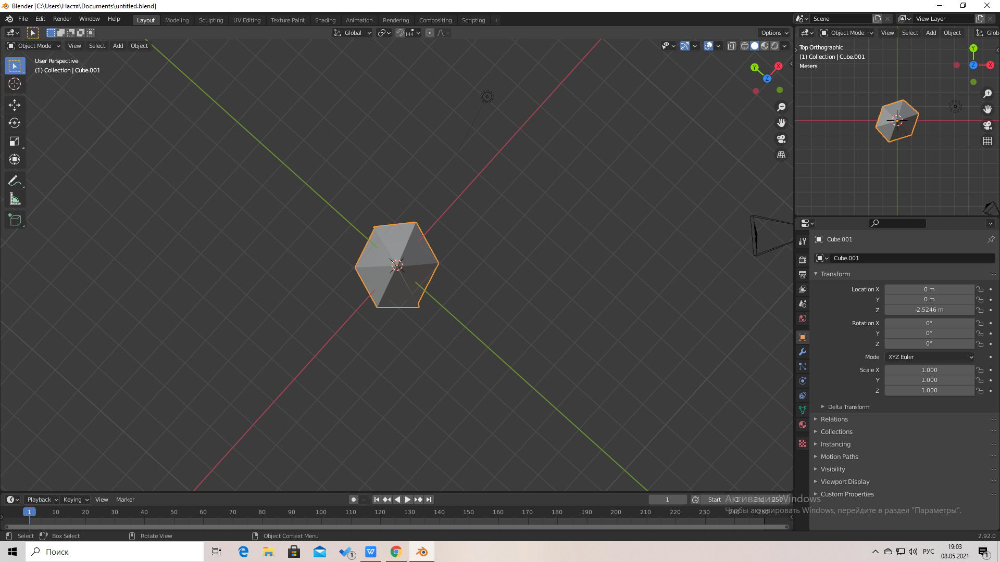 Blender [C:\Users\Настя\Documents\untitled.blend]
File Edit Render Window Help
Layout Modeling Sculpting UV Editing Texture Paint Shading Animation Rendering Compositing Scripting +
Scene
View Layer
Global
Options
Object Mode View Select Add Object
Object Mode View Select Add Object Glob
User Perspective
(1) Collection | Cube.001
Y X Z
Top Orthographic
(1) Collection | Cube.001
Meters
Y Z X
Cube.001
Cube.001
Transform
Location X 0 m
Y 0 m
Z -2.5246 m
Rotation X 0°
Y 0°
Z 0°
Mode XYZ Euler
Scale X 1.000
Y 1.000
Z 1.000
Delta Transform
Relations
Collections
Instancing
Motion Paths
Visibility
Viewport Display
Custom Properties
Playback Keying View Marker
1 Start 1 End 250
Активация Windows
Чтобы активировать Windows, перейдите в раздел "Параметры".
1 10 20 30 40 50 60 70 80 90 100 110 120 130 140 150 160 170 180 190 200 210 220 230 240 250
Select Box Select Rotate View Object Context Menu 2.92.0
Поиск
1
РУС
19:03
08.05.2021
1